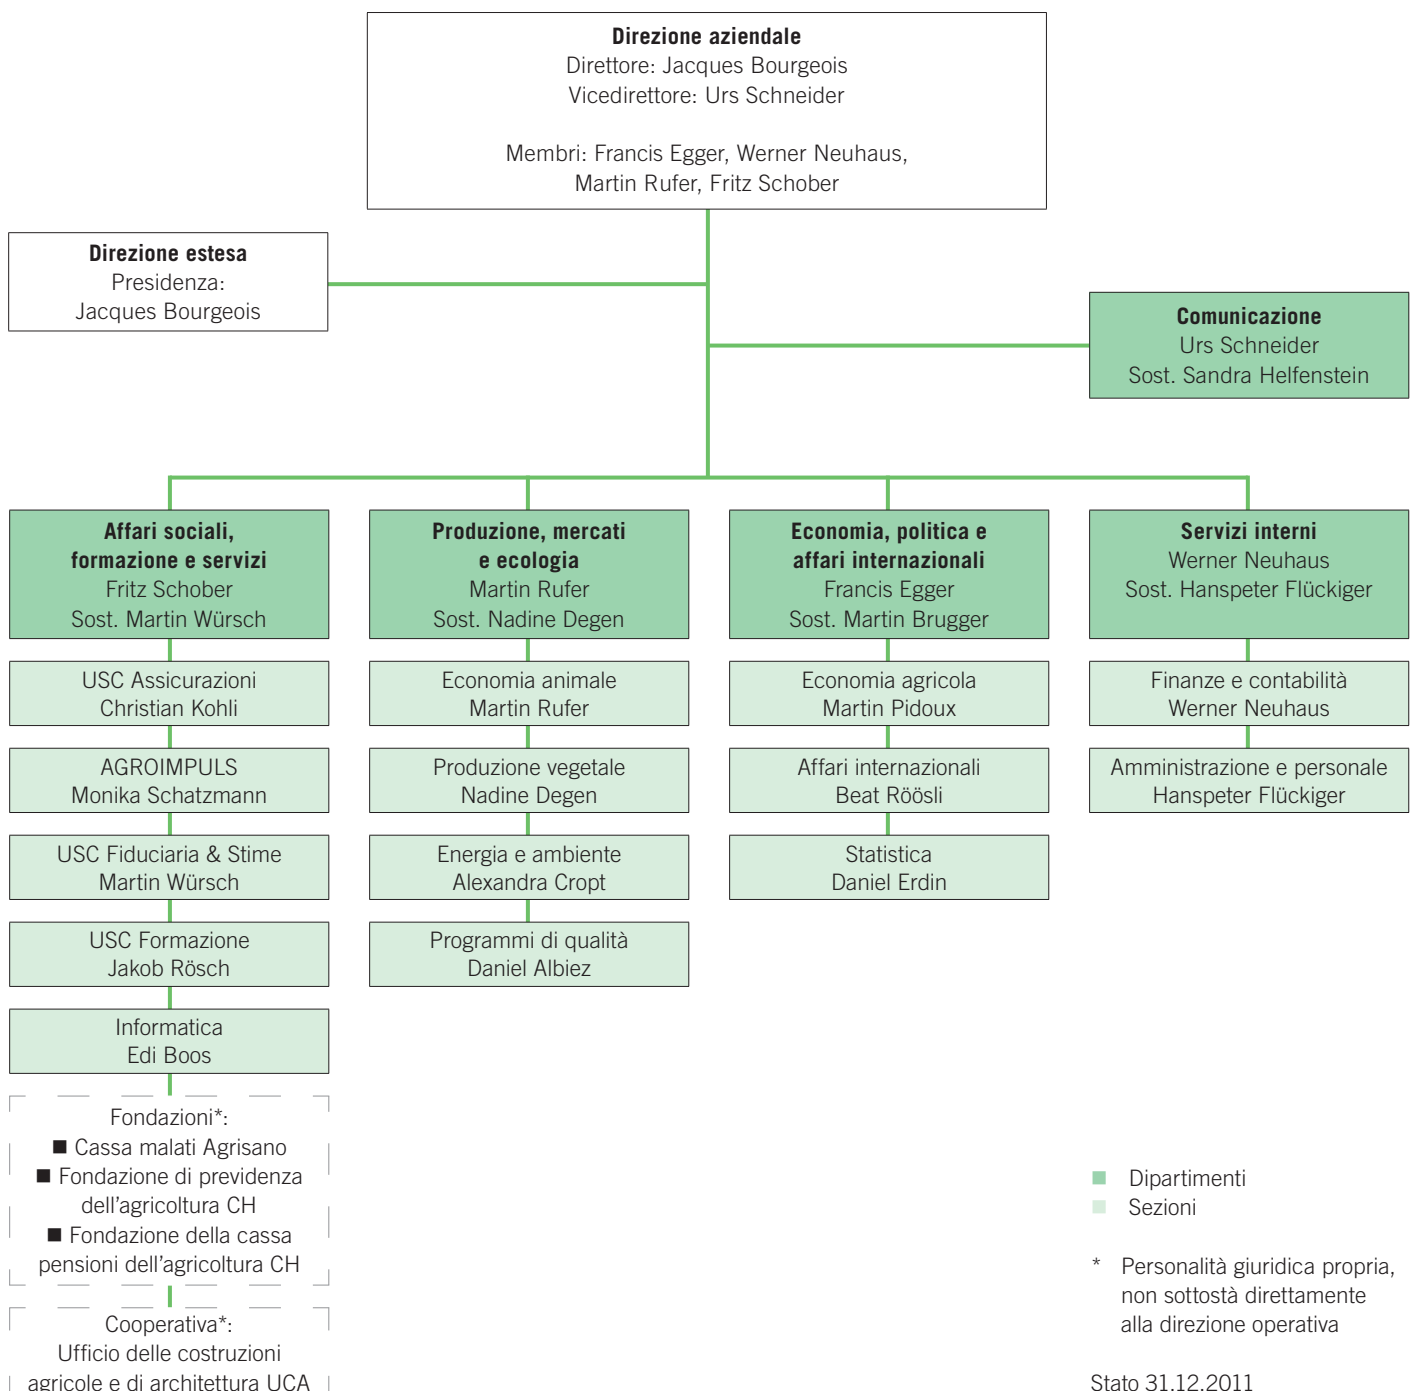 Direzione aziendale
Direttore: Jacques Bourgeois
Vicedirettore: Urs Schneider
Membri: Francis Egger, Werner Neuhaus,
Martin Rufer, Fritz Schober
Direzione estesa
Presidenza:
Jacques Bourgeois
Comunicazione
Urs Schneider
Sost. Sandra Helfenstein
Affari sociali,
formazione e servizi
Fritz Schober
Sost. Martin Würsch
USC Assicurazioni
Christian Kohli
AGROIMPULS
Monika Schatzmann
USC Fiduciaria & Stime
Martin Würsch
USC Formazione
Jakob Rösch
Informatica
Edi Boos
Fondazioni*:
■ Cassa malati Agrisano
■ Fondazione di previdenza
dell’agricoltura CH
■ Fondazione della cassa
pensioni dell’agricoltura CH
Cooperativa*:
Ufficio delle costruzioni
agricole e di architettura UCA
Produzione, mercati
e ecologia
Martin Rufer
Sost. Nadine Degen
Economia animale
Martin Rufer
Produzione vegetale
Nadine Degen
Energia e ambiente
Alexandra Cropt
Programmi di qualità
Daniel Albiez
Economia, politica e
affari internazionali
Francis Egger
Sost. Martin Brugger
Economia agricola
Martin Pidoux
Affari internazionali
Beat Röösli
Statistica
Daniel Erdin
Servizi interni
Werner Neuhaus
Sost. Hanspeter Flückiger
Finanze e contabilità
Werner Neuhaus
Amministrazione e personale
Hanspeter Flückiger
Dipartimenti
Sezioni
* Personalità giuridica propria,
non sottostà direttamente
alla direzione operativa
Stato 31.12.2011